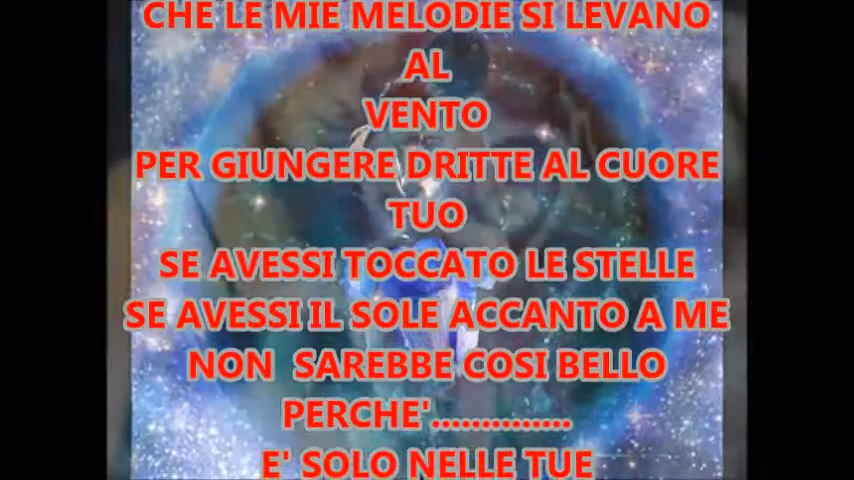 CHE LE MIE MELODIE SI LEVANO
AL
VENTO
PER GIUNGERE DRITTE AL CUORE
TUO
SE AVESSI TOCCATO LE STELLE
SE AVESSI IL SOLE ACCANTO A ME
NON  SAREBBE COSI BELLO
PERCHE'..............
E' SOLO NELLE TUE